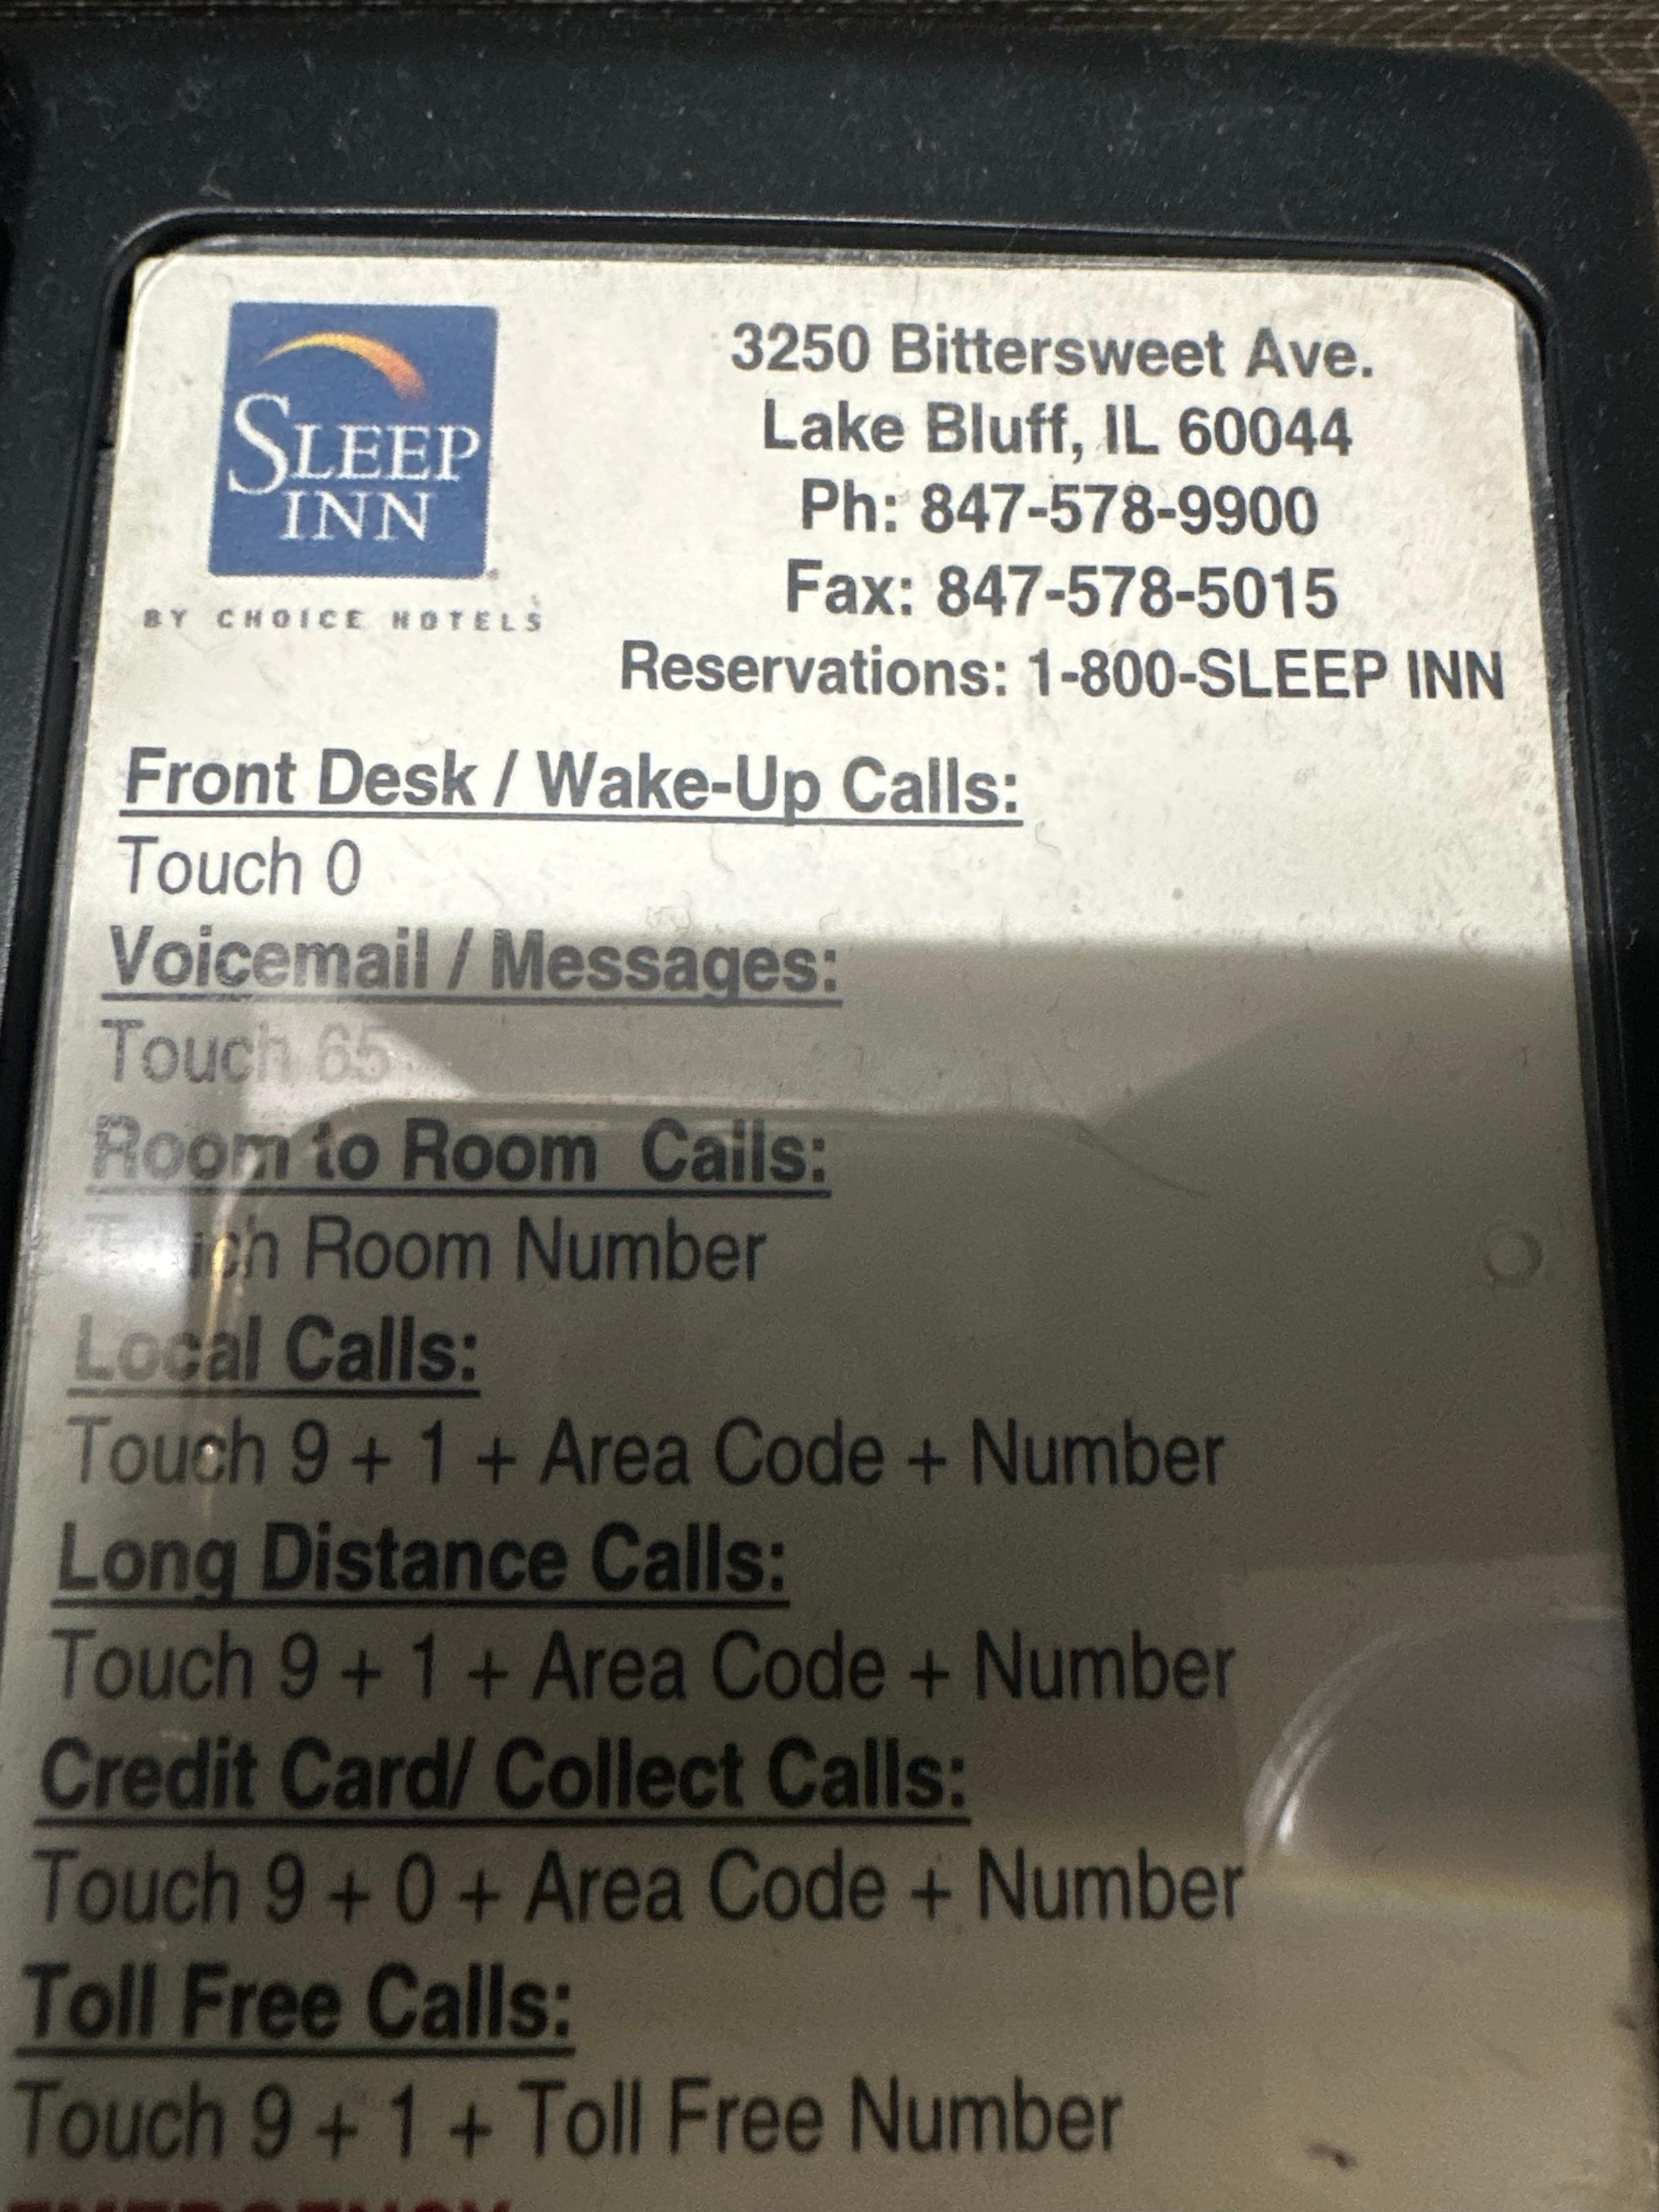 SLEEP
INN
BY CHOICE HOTELS
3250 Bittersweet Ave.
Lake Bluff, IL 60044
Ph: 847-578-9900
Fax: 847-578-5015
Reservations: 1-800-SLEEP INN
Front Desk / Wake-Up Calls:
Touch 0
Voicemail / Messages:
Touch 65
Room to Room Calls:
Touch Room Number
Local Calls:
Touch 9 + 1 + Area Code + Number
Long Distance Calls:
Touch 9 + 1 + Area Code + Number
Credit Card/ Collect Calls:
Touch 9 + 0 + Area Code + Number
Toll Free Calls:
Touch 9 + 1 + Toll Free Number
EMERGENCY